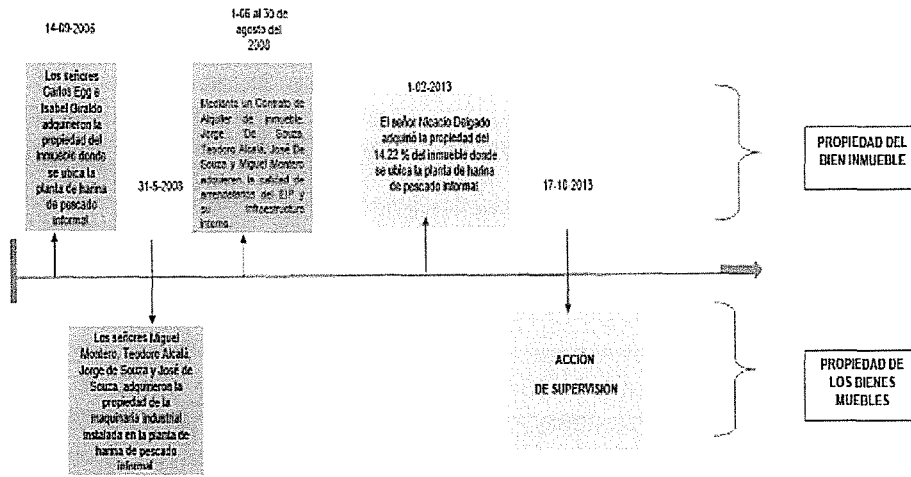 14-09-2006
Los señores
Carlos Egg e
Isabel Giraldo
adquirieron la
propiedad del
inmueble donde
se ubica la
planta de harina
de pescado
informal
31-5-2008
1-06 al 30 de
agosto del
2008
Mediante un Contrato de
Alquiler de inmueble,
Jorge De Souza,
Teodoro Alcalá, José De
Souza y Miguel Montero
adquieren la calidad de
arrendatarios del EIP y
su infraestructura
interna.
1-02-2013
El señor Nicacio Delgado
adquirió la propiedad del
14.22 % del inmueble donde
se ubica la planta de harina
de pescado informal
17-10-2013
PROPIEDAD DEL
BIEN INMUEBLE
Los señores Miguel
Montero, Teodoro Alcalá,
Jorge de Souza y José de
Souza, adquirieron la
propiedad de la
maquinaria industrial
instalada en la planta de
harina de pescado
informal
ACCIÓN
DE SUPERVISIÓN
PROPIEDAD DE
LOS BIENES
MUEBLES